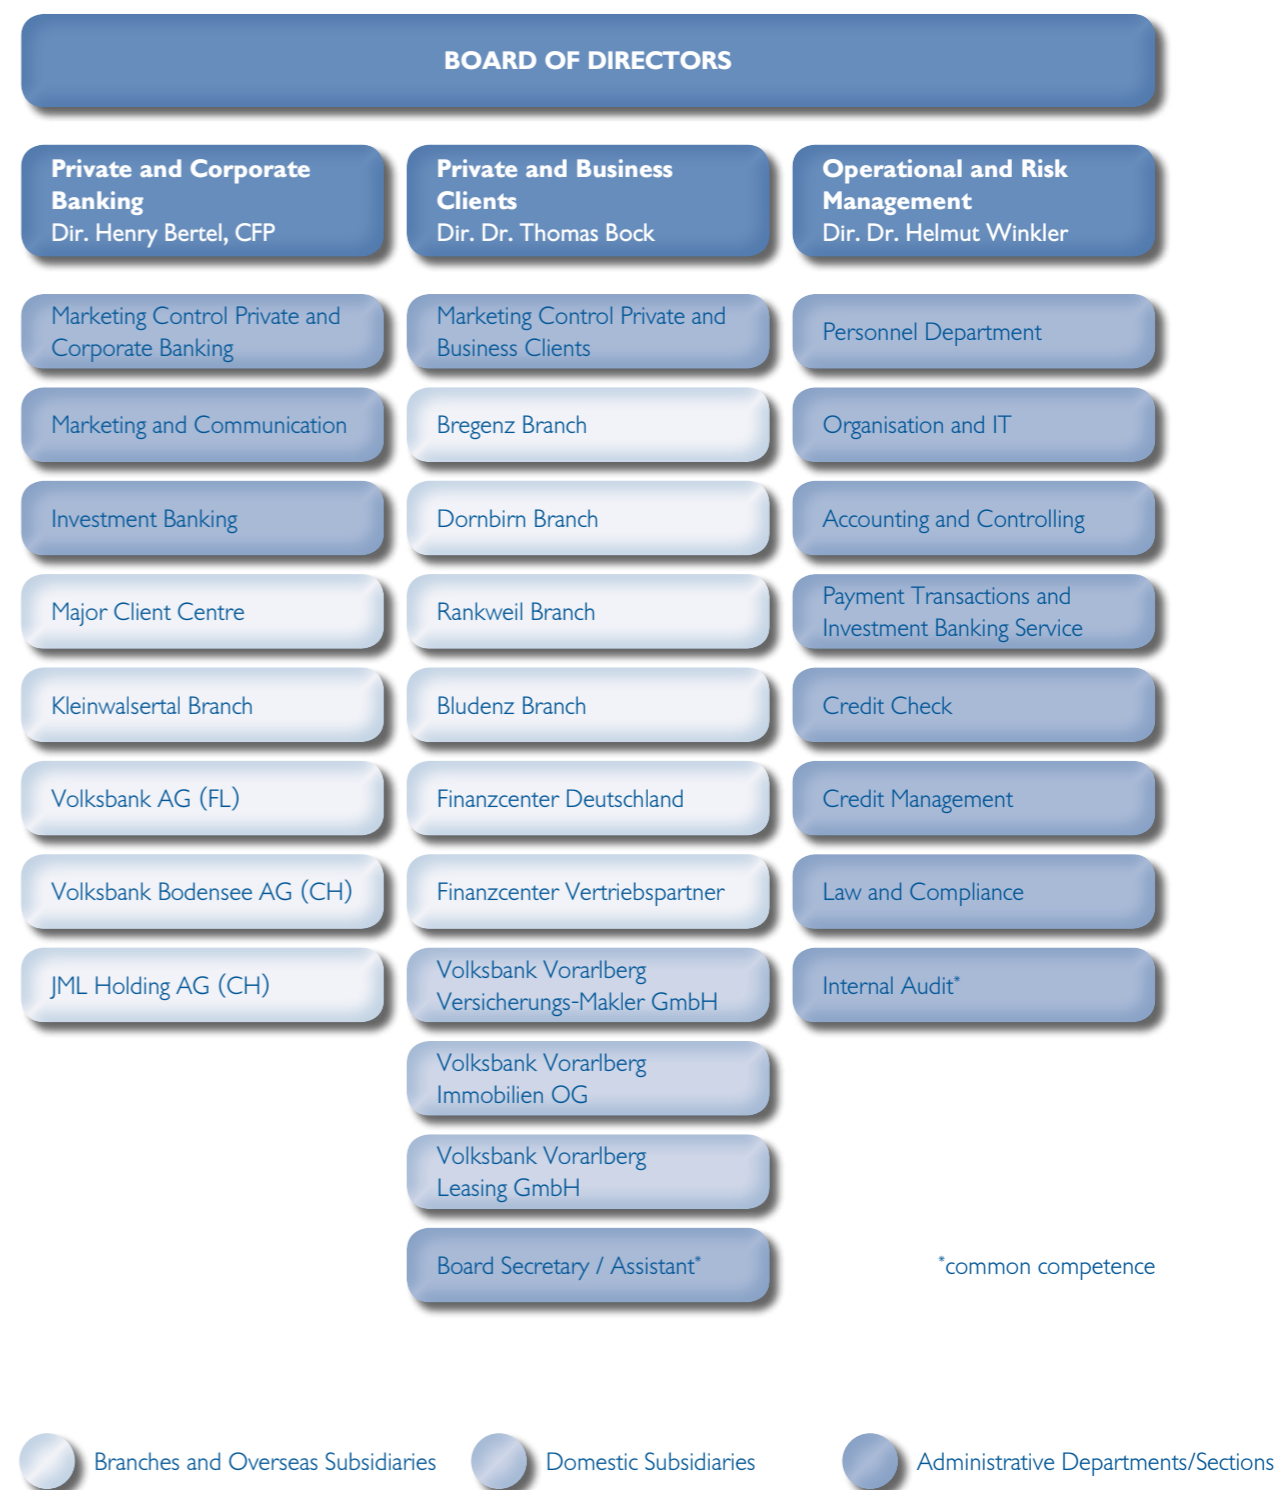 BOARD OF DIRECTORS
Private and Corporate
Banking
Dir. Henry Bertel, CFP
Marketing Control Private and
Corporate Banking
Marketing and Communication
Investment Banking
Major Client Centre
Kleinwalsertal Branch
Volksbank AG (FL)
Volksbank Bodensee AG (CH)
JML Holding AG (CH)
Private and Business
Clients
Dir. Dr. Thomas Bock
Marketing Control Private and
Business Clients
Bregenz Branch
Dornbirn Branch
Rankweil Branch
Bludenz Branch
Finanzcenter Deutschland
Finanzcenter Vertriebspartner
Volksbank Vorarlberg
Versicherungs-Makler GmbH
Volksbank Vorarlberg
Immobilien OG
Volksbank Vorarlberg
Leasing GmbH
Board Secretary / Assistant*
Operational and Risk
Management
Dir. Dr. Helmut Winkler
Personnel Department
Organisation and IT
Accounting and Controlling
Payment Transactions and
Investment Banking Service
Credit Check
Credit Management
Law and Compliance
Internal Audit*
*common competence
Branches and Overseas Subsidiaries
Domestic Subsidiaries
Administrative Departments/Sections